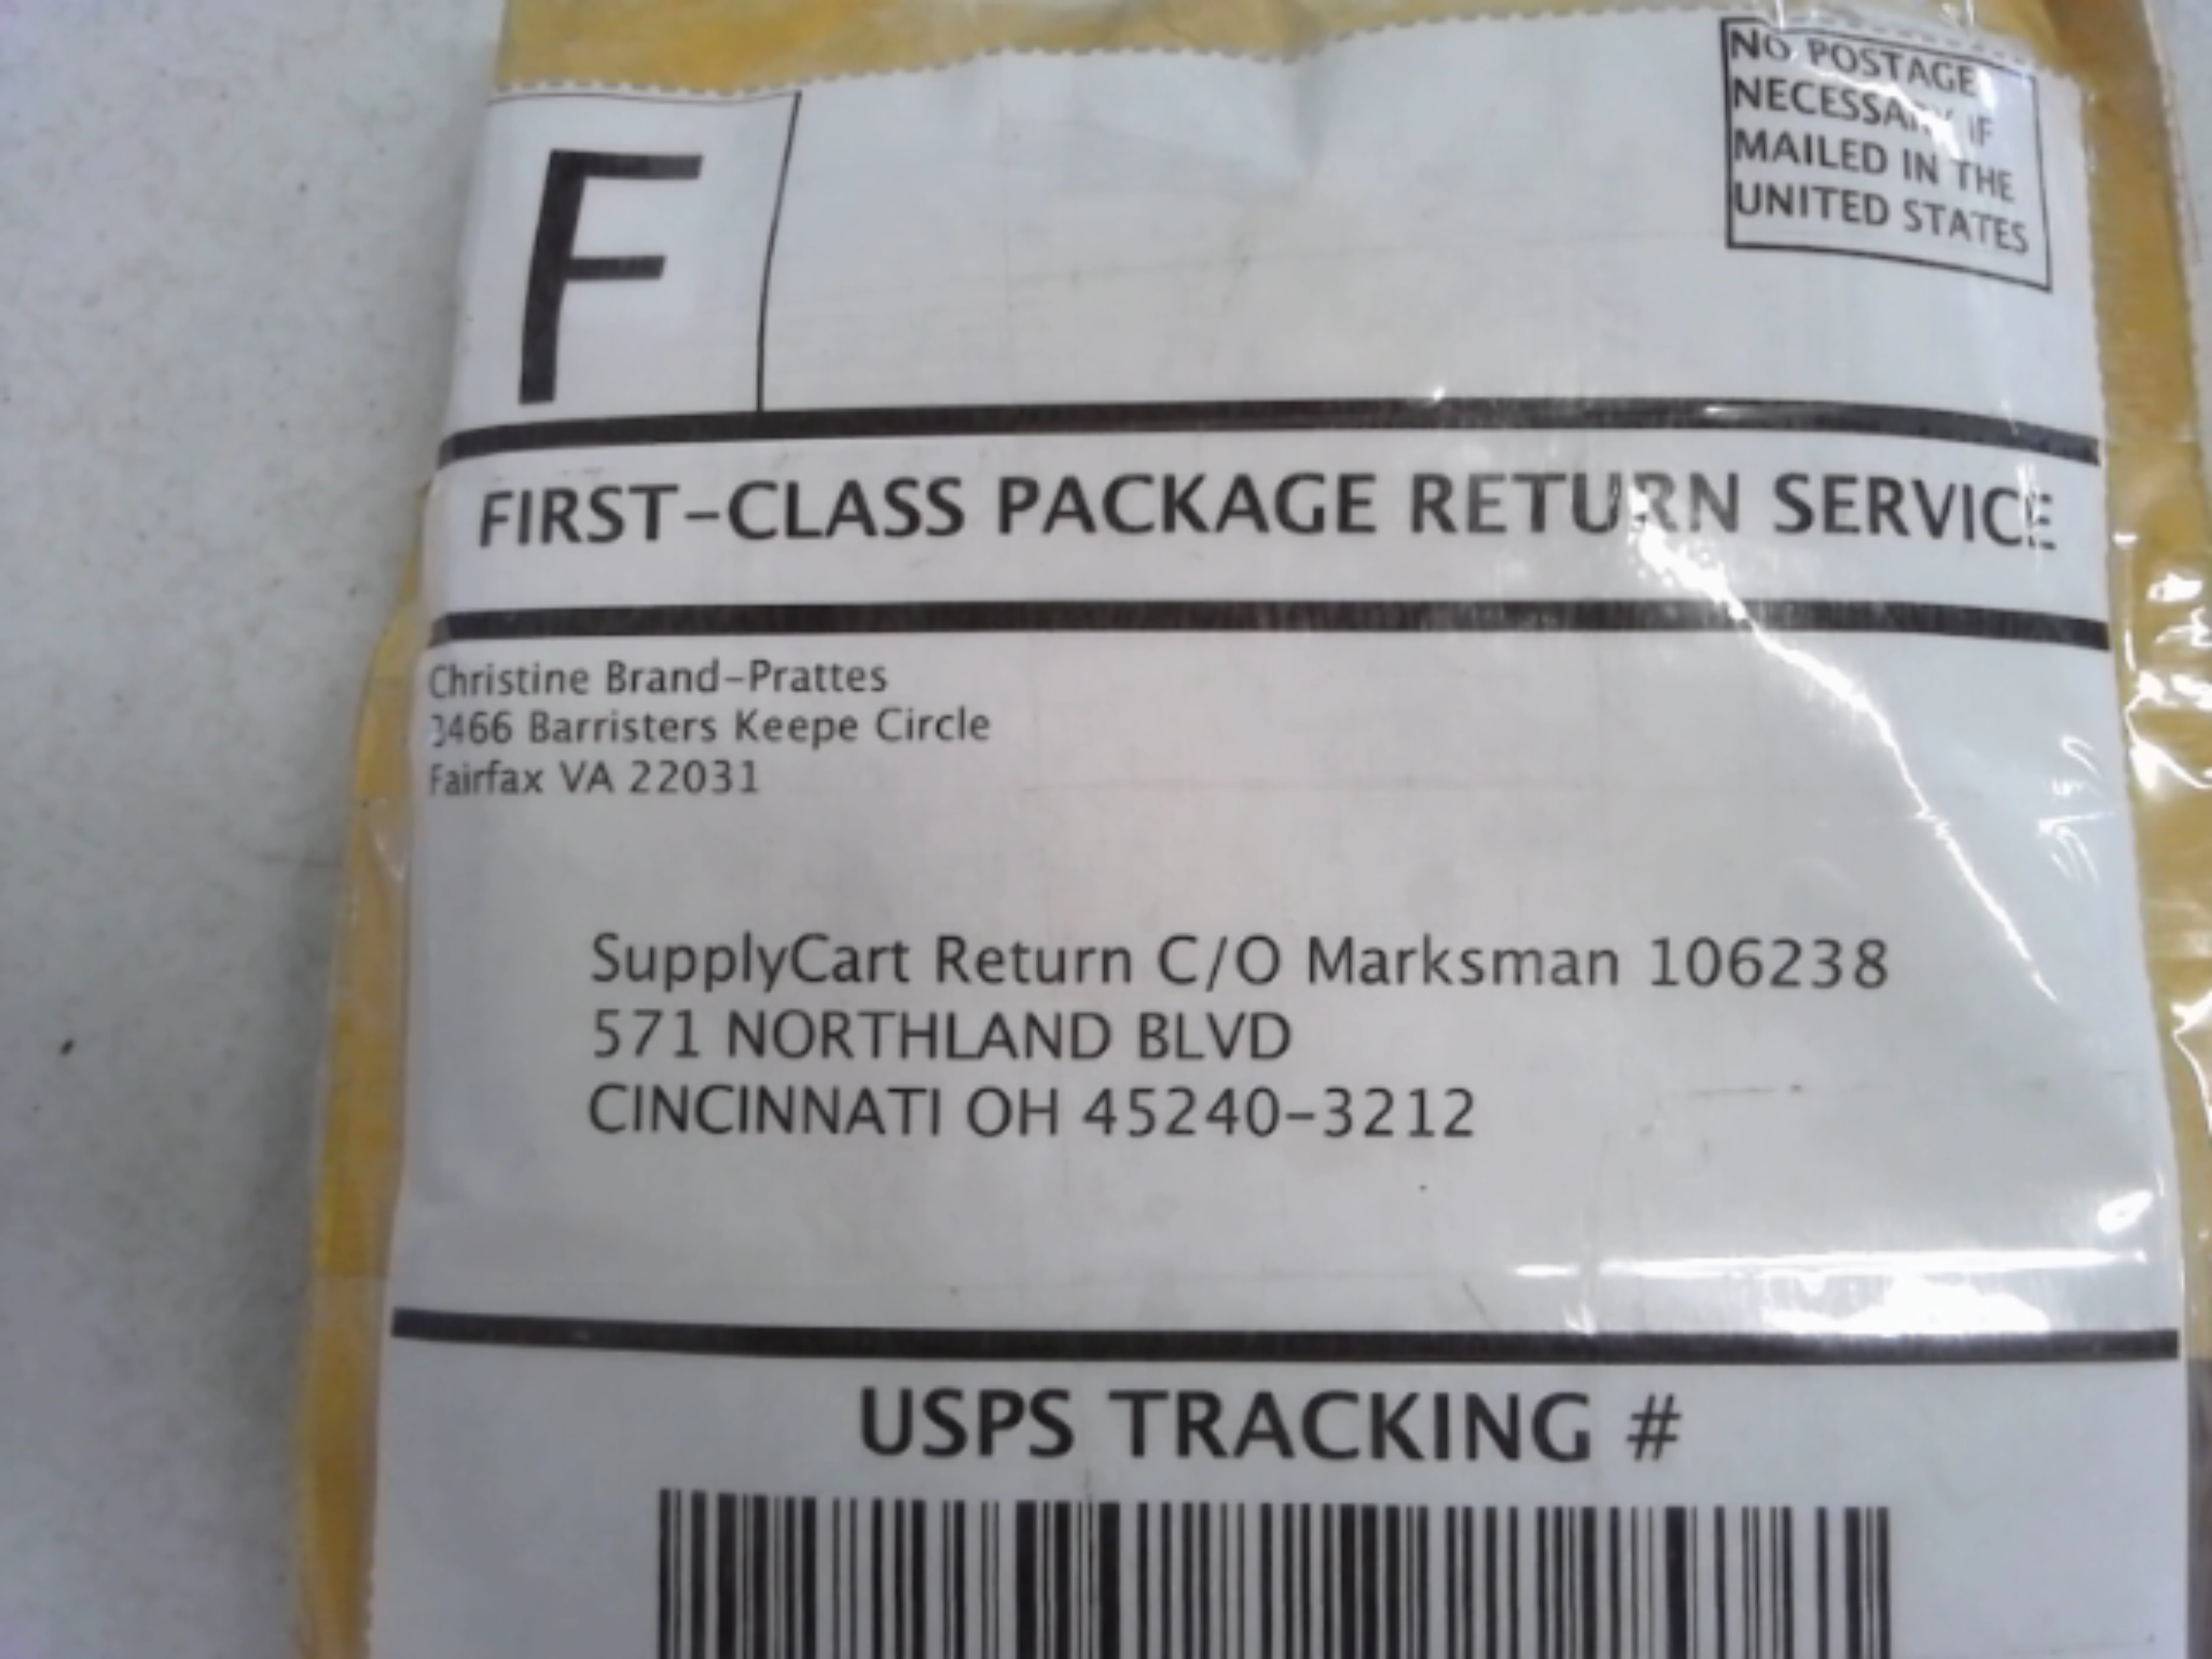 F
NO POSTAGE
NECESSARY IF
MAILED IN THE
UNITED STATES
FIRST-CLASS PACKAGE RETURN SERVICE
Christine Brand-Prattes
3466 Barristers Keepe Circle
Fairfax VA 22031
SupplyCart Return C/O Marksman 106238
571 NORTHLAND BLVD
CINCINNATI OH 45240-3212
USPS TRACKING #